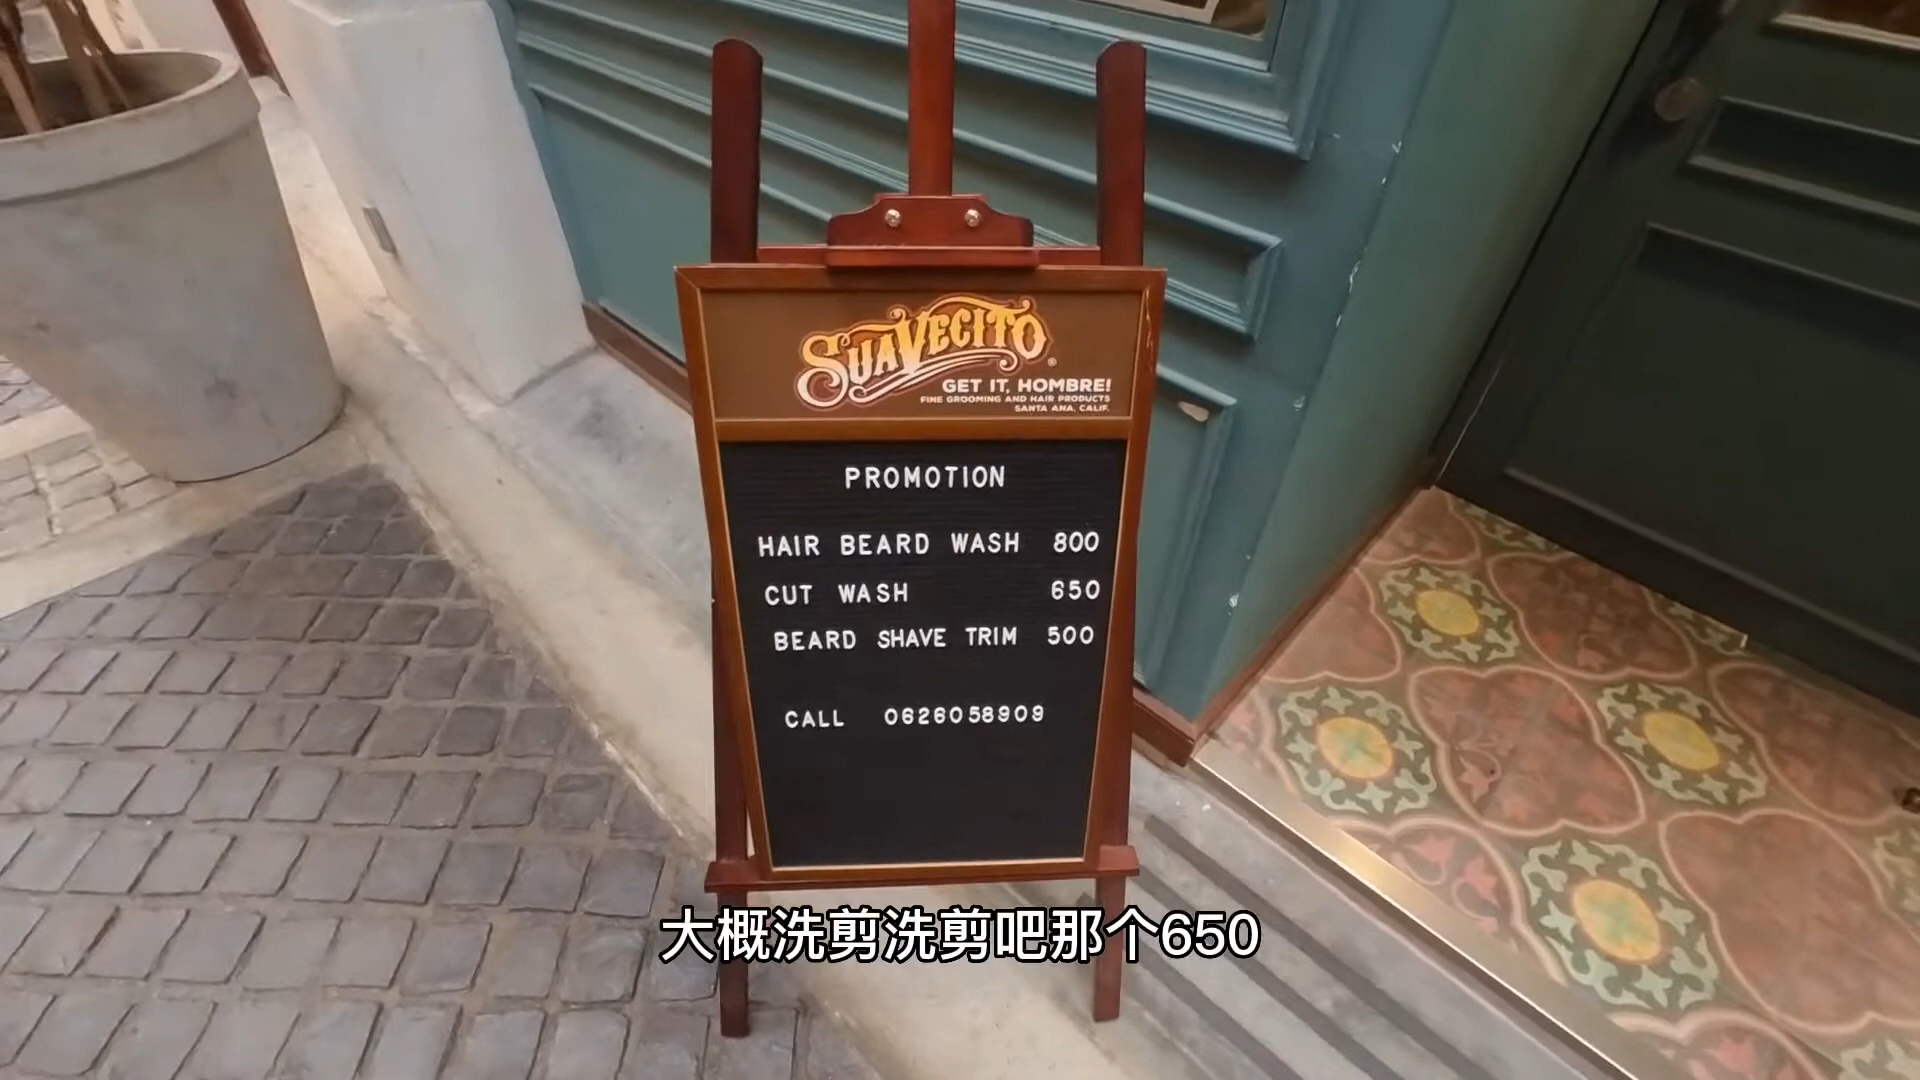 SUAVECITO
GET IT, HOMBRE!
FINE GROOMING AND HAIR PRODUCTS
SANTA ANA, CALIF.
PROMOTION
HAIR BEARD WASH 800
CUT WASH 650
BEARD SHAVE TRIM 500
CALL 0626058909
大概洗剪洗剪吧那个650